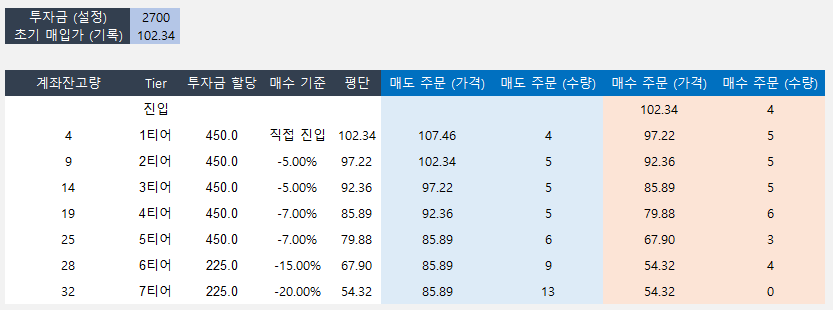 투자금 (설정) 2700
초기 매입가 (기록) 102.34
계좌잔고량 Tier 투자금 할당 매수 기준 평단 매도 주문 (가격) 매도 주문 (수량) 매수 주문 (가격) 매수 주문 (수량)
진입 102.34 4
4 1티어 450.0 직접 진입 102.34 107.46 4 97.22 5
9 2티어 450.0 -5.00% 97.22 102.34 5 92.36 5
14 3티어 450.0 -5.00% 92.36 97.22 5 85.89 5
19 4티어 450.0 -7.00% 85.89 92.36 5 79.88 6
25 5티어 450.0 -7.00% 79.88 85.89 6 67.90 3
28 6티어 225.0 -15.00% 67.90 85.89 9 54.32 4
32 7티어 225.0 -20.00% 54.32 85.89 13 54.32 0